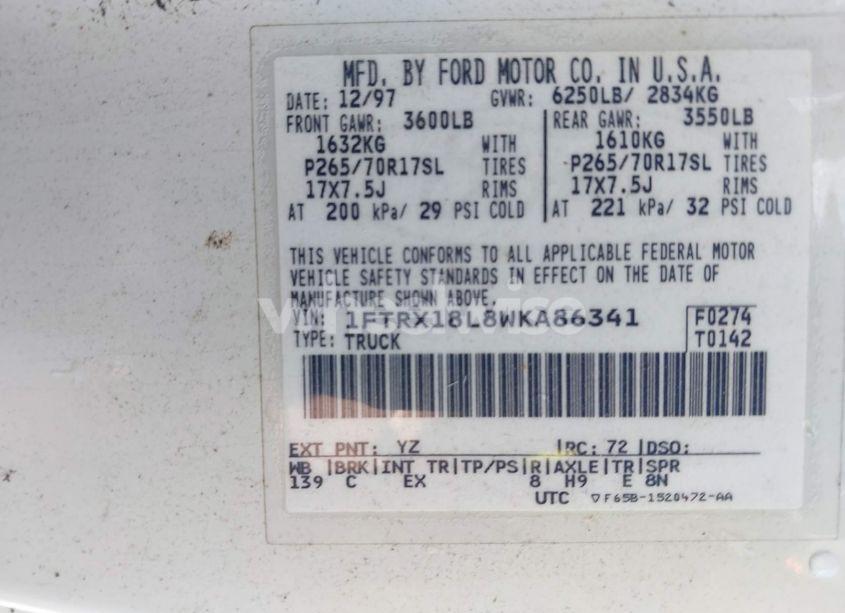 MFD. BY FORD MOTOR CO. IN U.S.A.
DATE: 12/97 GVWR: 6250LB/ 2834KG
FRONT GAWR: 3600LB REAR GAWR: 3550LB
1632KG WITH 1610KG WITH
P265/70R17SL TIRES P265/70R17SL TIRES
17X7.5J RIMS 17X7.5J RIMS
AT 200 kPa/ 29 PSI COLD AT 221 kPa/ 32 PSI COLD
THIS VEHICLE CONFORMS TO ALL APPLICABLE FEDERAL MOTOR
VEHICLE SAFETY STANDARDS IN EFFECT ON THE DATE OF
MANUFACTURE SHOWN ABOVE.
VIN: 1FTRX18L8WKA86341 F0274
TYPE: TRUCK T0142
EXT PNT: YZ RC: 72 DSO:
WB BRK INT TR TP/PS R AXLE TR SPR
139 C EX 8 H9 E 8N
UTC F65B-1520472-AA